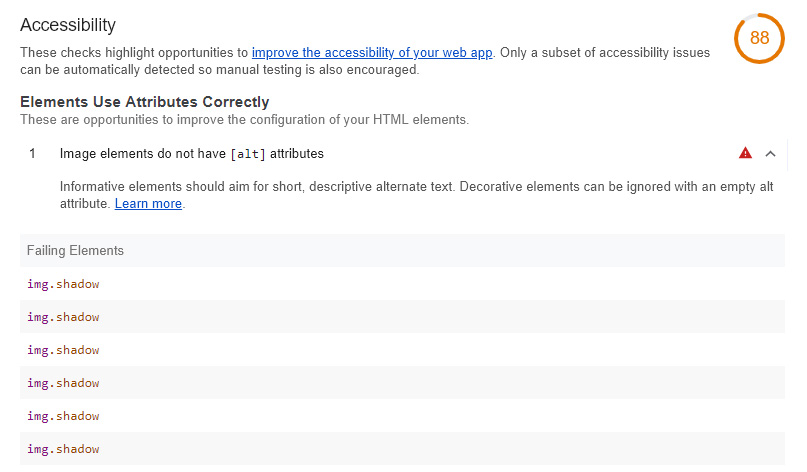 Accessibility
88
These checks highlight opportunities to improve the accessibility of your web app. Only a subset of accessibility issues
can be automatically detected so manual testing is also encouraged.
Elements Use Attributes Correctly
These are opportunities to improve the configuration of your HTML elements.
1 Image elements do not have [alt] attributes
Informative elements should aim for short, descriptive alternate text. Decorative elements can be ignored with an empty alt
attribute. Learn more.
Failing Elements
img.shadow
img.shadow
img.shadow
img.shadow
img.shadow
img.shadow